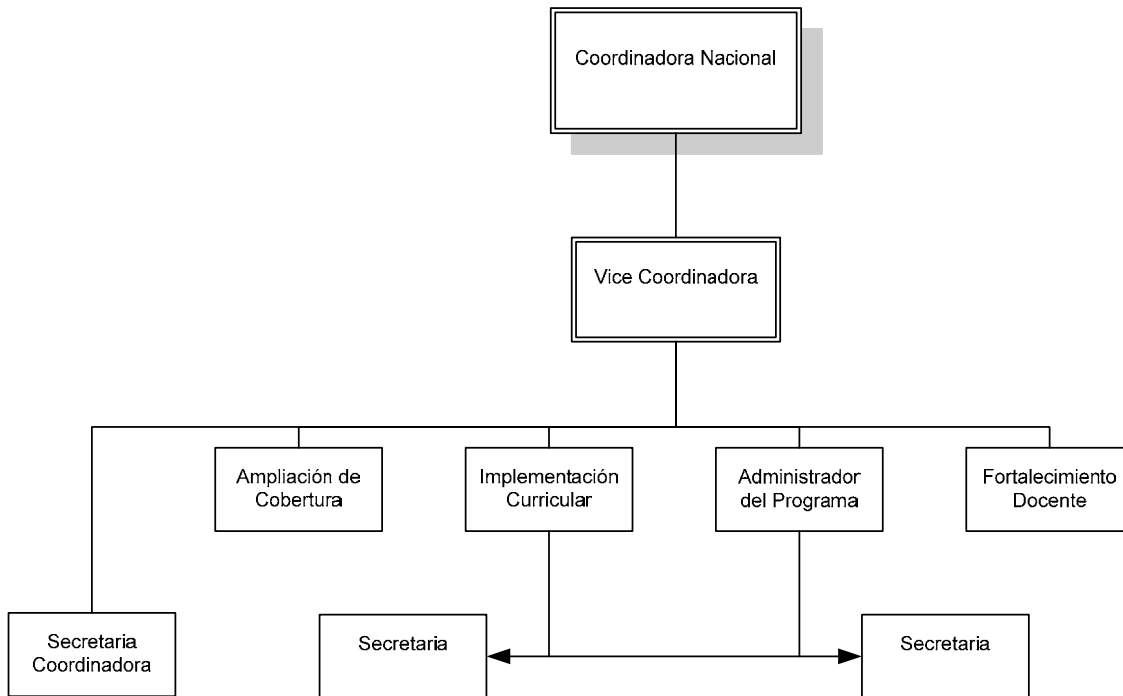 Coordinadora Nacional
Vice Coordinadora
Ampliación de
Cobertura
Implementación
Curricular
Administrador
del Programa
Fortalecimiento
Docente
Secretaria
Coordinadora
Secretaria
Secretaria